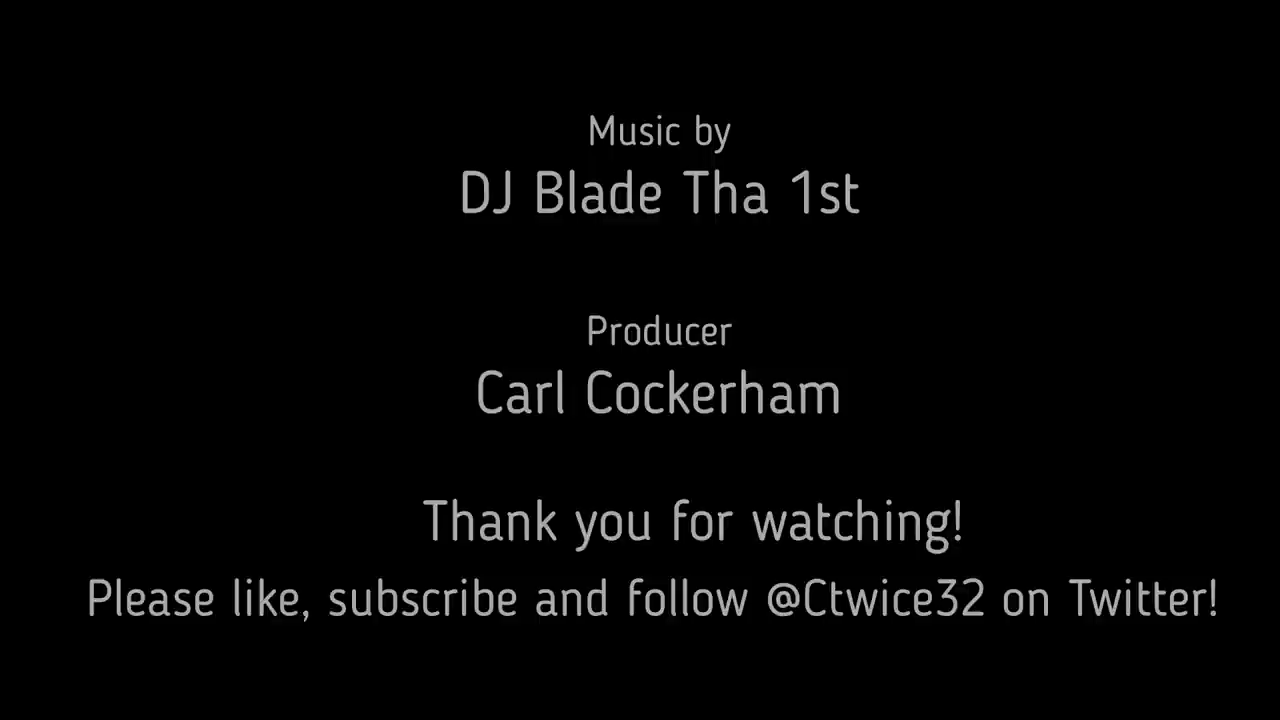 Music by
DJ Blade Tha 1st
Producer
Carl Cockerham
Thank you for watching!
Please like, subscribe and follow @Ctwice32 on Twitter!